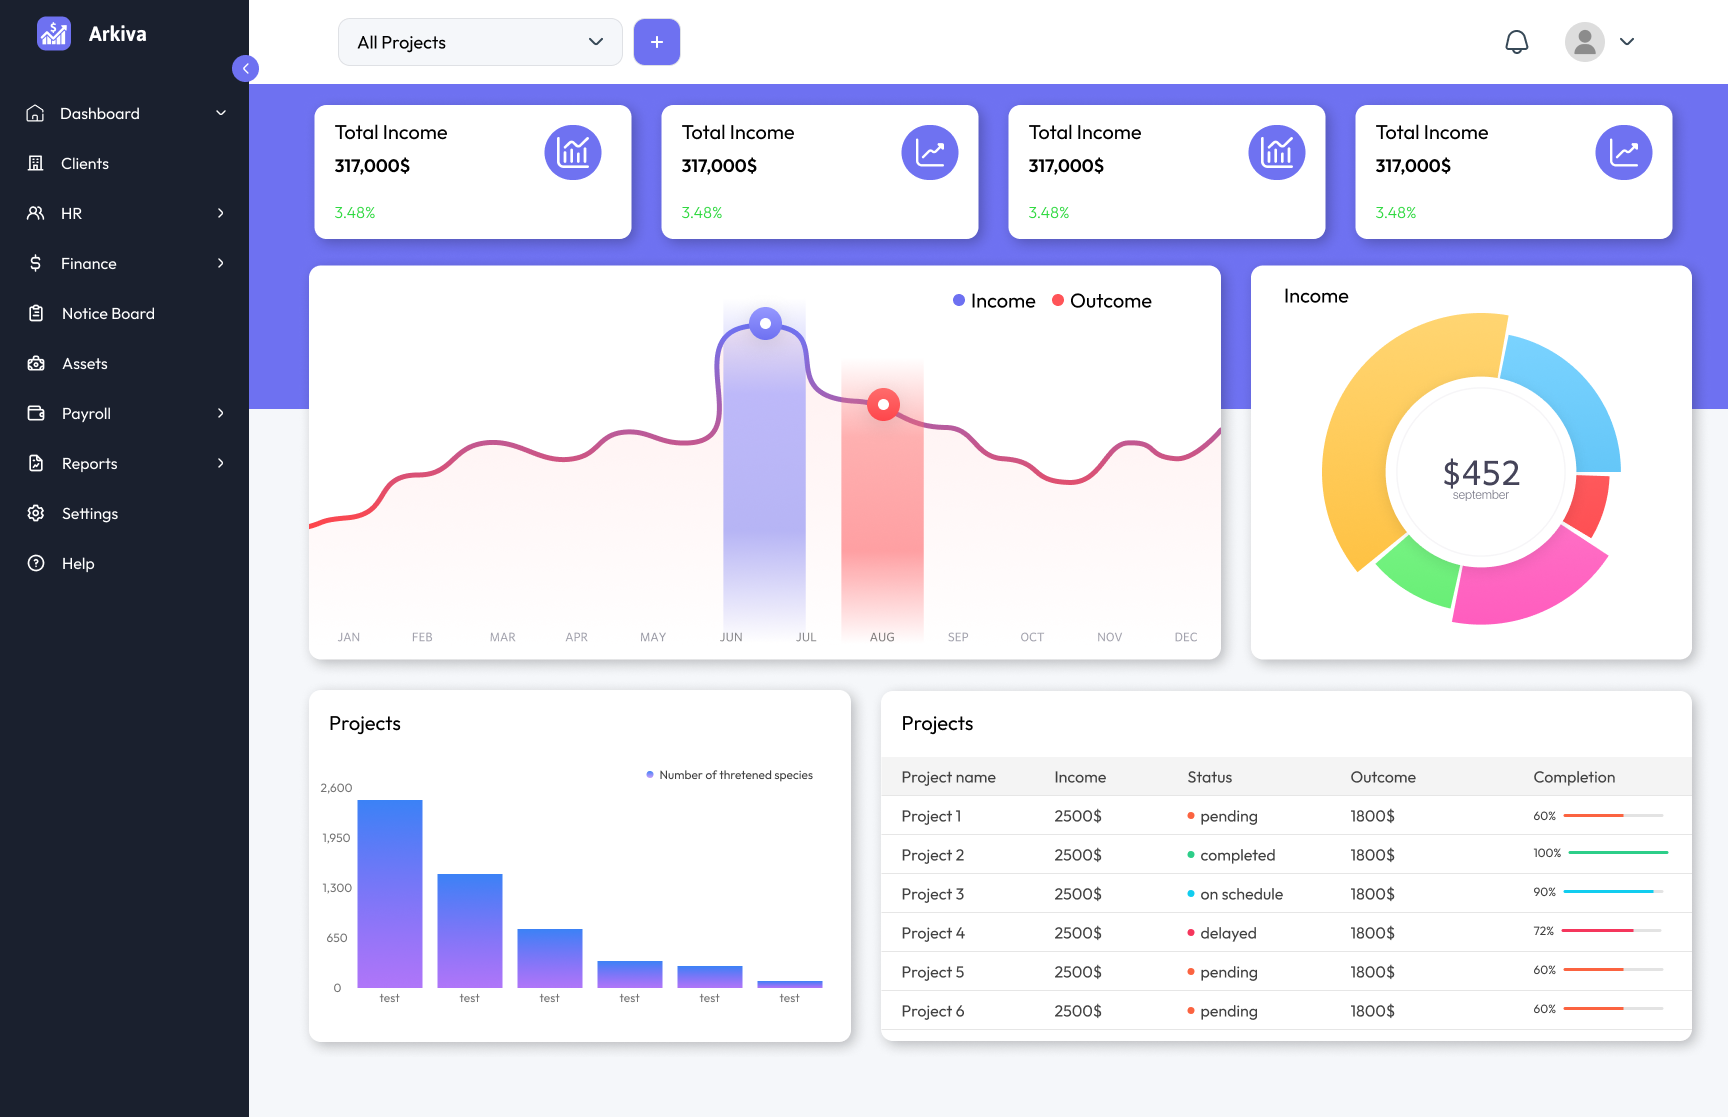 Arkiva
Dashboard
Clients
HR
Finance
Notice Board
Assets
Payroll
Reports
Settings
Help
All Projects
Total Income
317,000$
3.48%
Total Income
317,000$
3.48%
Total Income
317,000$
3.48%
Total Income
317,000$
3.48%
Income Outcome
JAN FEB MAR APR MAY JUN JUL AUG SEP OCT NOV DEC
Income
$452
september
Projects
Number of thretened species
2,600
1,950
1,300
650
0
test test test test test test
Projects
Project name Income Status Outcome Completion
Project 1 2500$ pending 1800$ 60%
Project 2 2500$ completed 1800$ 100%
Project 3 2500$ on schedule 1800$ 90%
Project 4 2500$ delayed 1800$ 72%
Project 5 2500$ pending 1800$ 60%
Project 6 2500$ pending 1800$ 60%